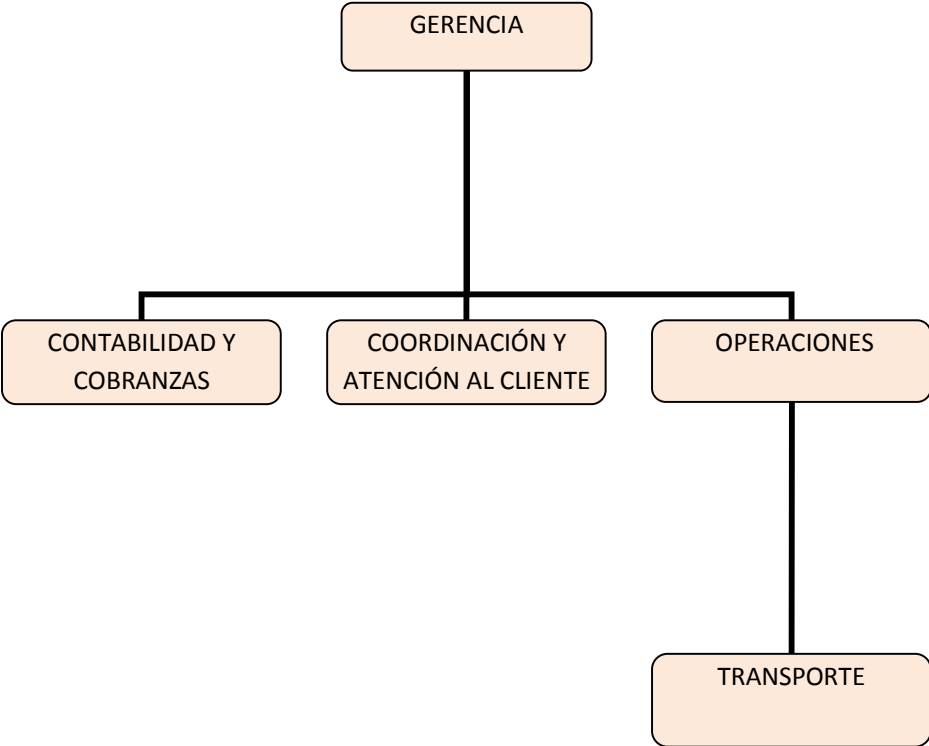 GERENCIA
CONTABILIDAD Y
COBRANZAS
COORDINACIÓN Y
ATENCIÓN AL CLIENTE
OPERACIONES
TRANSPORTE